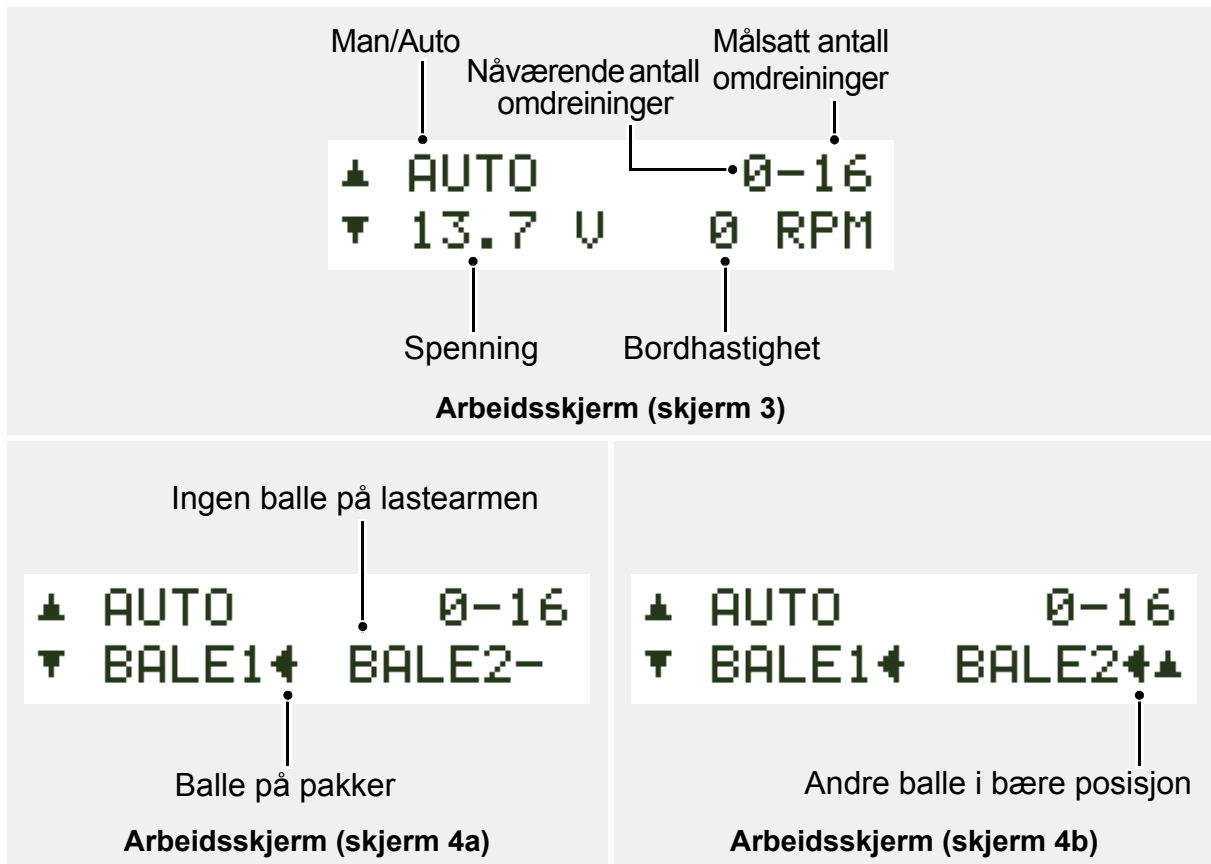 Man/Auto
Målsatt antall
omdreininger
Nåværende antall
omdreininger
▲ AUTO 0-16
▼ 13.7 V 0 RPM
Spenning
Bordhastighet
Arbeidsskjerm (skjerm 3)
Ingen balle på lastearmen
▲ AUTO 0-16
▼ BALE1◀ BALE2-
Balle på pakker
Arbeidsskjerm (skjerm 4a)
▲ AUTO 0-16
▼ BALE1◀ BALE2◀▲
Andre balle i bære posisjon
Arbeidsskjerm (skjerm 4b)